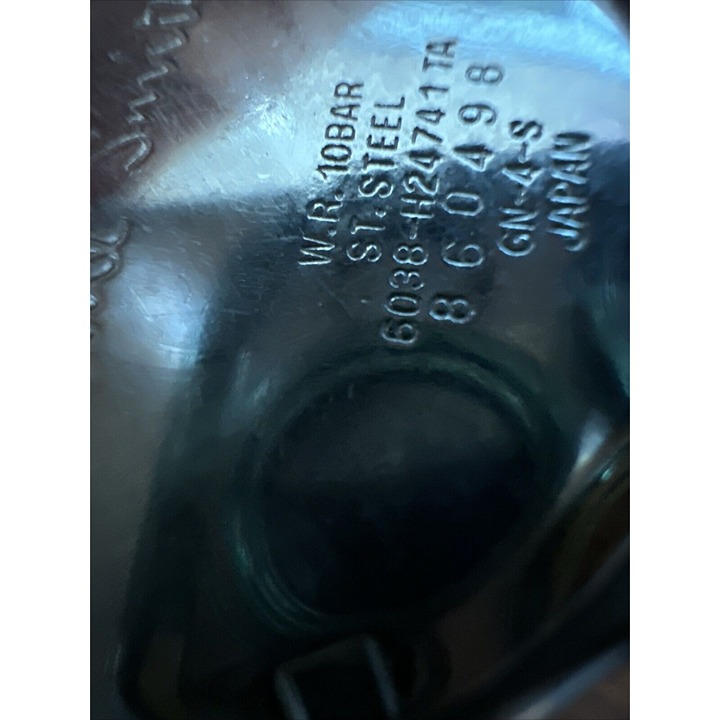 W.R. 10BAR
ST. STEEL
6038-H24741 TA
860498
GN-4-S
JAPAN